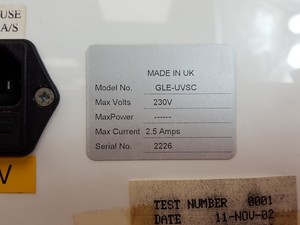 USE
A/S
MADE IN UK
Model No. GLE-UVSC
Max Volts 230V
MaxPower ------
Max Current 2.5 Amps
Serial No. 2226
V
TEST NUMBER 0001
DATE 11-NOV-02